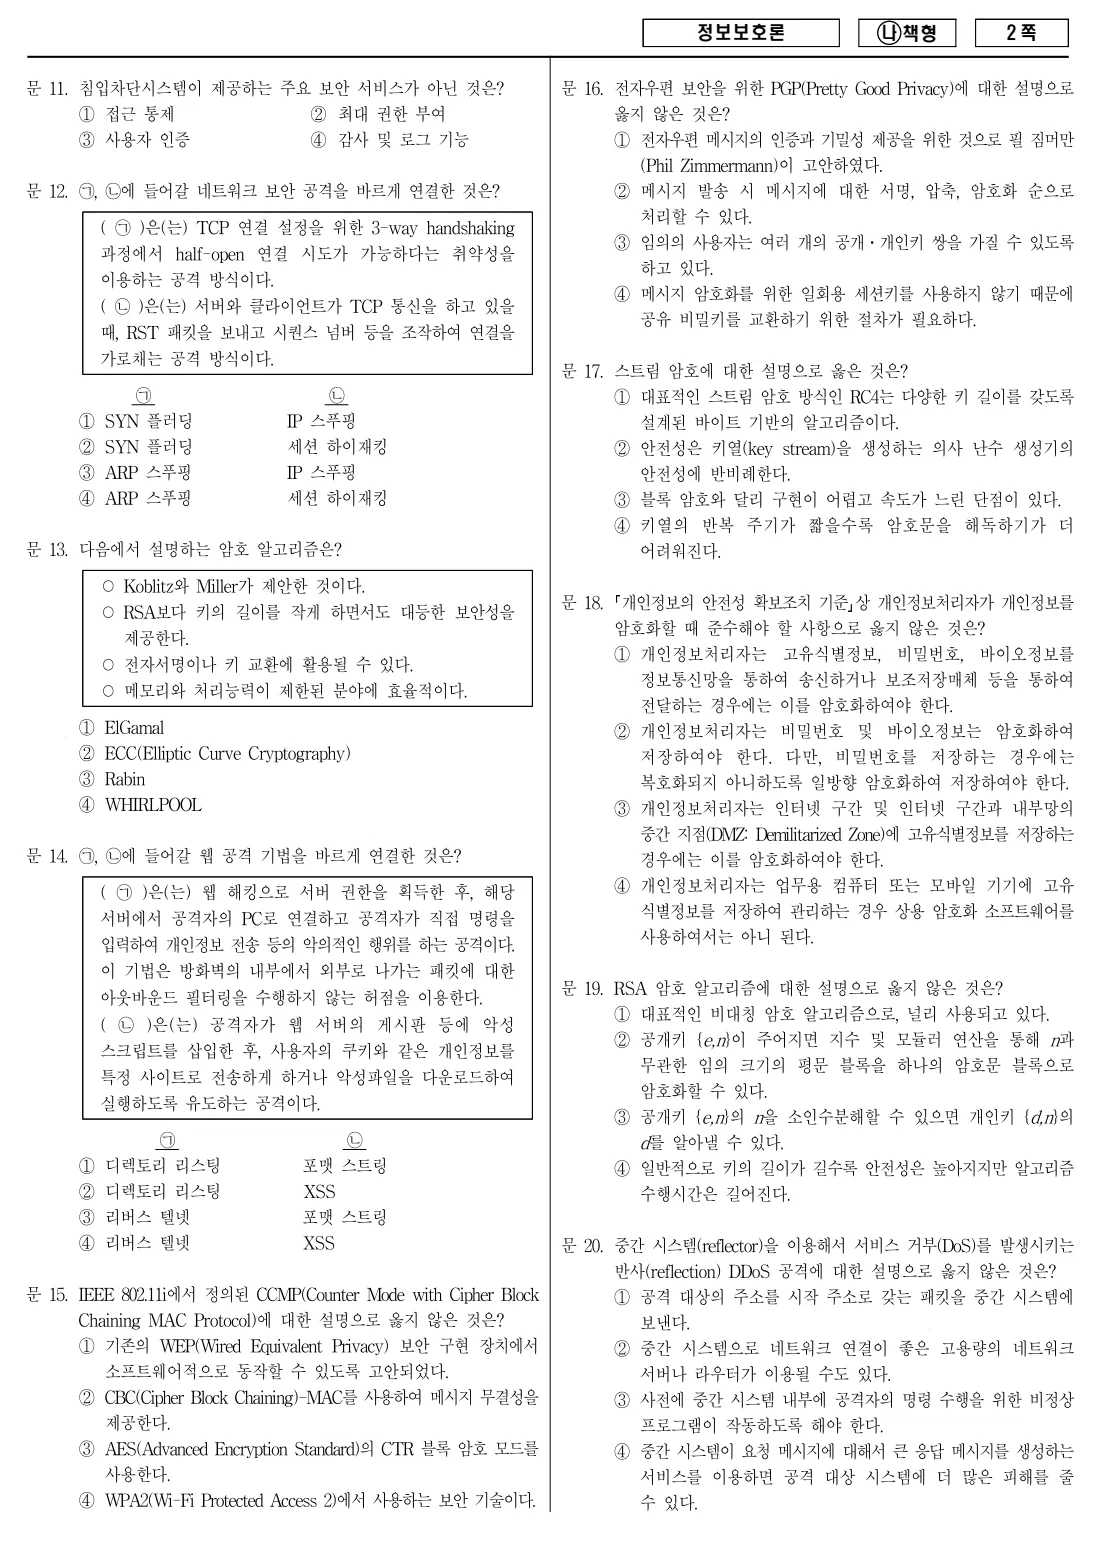 정보보호론
㉯책형
2쪽
문 11. 침입차단시스템이 제공하는 주요 보안 서비스가 아닌 것은?
① 접근 통제 ② 최대 권한 부여
③ 사용자 인증 ④ 감사 및 로그 기능
문 12. ㉠, ㉡에 들어갈 네트워크 보안 공격을 바르게 연결한 것은?
( ㉠ )은(는) TCP 연결 설정을 위한 3-way handshaking
과정에서 half-open 연결 시도가 가능하다는 취약성을
이용하는 공격 방식이다.
( ㉡ )은(는) 서버와 클라이언트가 TCP 통신을 하고 있을
때, RST 패킷을 보내고 시퀀스 넘버 등을 조작하여 연결을
가로채는 공격 방식이다.
㉠ ㉡
① SYN 플러딩 IP 스푸핑
② SYN 플러딩 세션 하이재킹
③ ARP 스푸핑 IP 스푸핑
④ ARP 스푸핑 세션 하이재킹
문 13. 다음에서 설명하는 암호 알고리즘은?
○ Koblitz와 Miller가 제안한 것이다.
○ RSA보다 키의 길이를 작게 하면서도 대등한 보안성을
제공한다.
○ 전자서명이나 키 교환에 활용될 수 있다.
○ 메모리와 처리능력이 제한된 분야에 효율적이다.
① ElGamal
② ECC(Elliptic Curve Cryptography)
③ Rabin
④ WHIRLPOOL
문 14. ㉠, ㉡에 들어갈 웹 공격 기법을 바르게 연결한 것은?
( ㉠ )은(는) 웹 해킹으로 서버 권한을 획득한 후, 해당
서버에서 공격자의 PC로 연결하고 공격자가 직접 명령을
입력하여 개인정보 전송 등의 악의적인 행위를 하는 공격이다.
이 기법은 방화벽의 내부에서 외부로 나가는 패킷에 대한
아웃바운드 필터링을 수행하지 않는 허점을 이용한다.
( ㉡ )은(는) 공격자가 웹 서버의 게시판 등에 악성
스크립트를 삽입한 후, 사용자의 쿠키와 같은 개인정보를
특정 사이트로 전송하게 하거나 악성파일을 다운로드하여
실행하도록 유도하는 공격이다.
㉠ ㉡
① 디렉토리 리스팅 포맷 스트링
② 디렉토리 리스팅 XSS
③ 리버스 텔넷 포맷 스트링
④ 리버스 텔넷 XSS
문 15. IEEE 802.11i에서 정의된 CCMP(Counter Mode with Cipher Block
Chaining MAC Protocol)에 대한 설명으로 옳지 않은 것은?
① 기존의 WEP(Wired Equivalent Privacy) 보안 구현 장치에서
소프트웨어적으로 동작할 수 있도록 고안되었다.
② CBC(Cipher Block Chaining)-MAC를 사용하여 메시지 무결성을
제공한다.
③ AES(Advanced Encryption Standard)의 CTR 블록 암호 모드를
사용한다.
④ WPA2(Wi-Fi Protected Access 2)에서 사용하는 보안 기술이다.
문 16. 전자우편 보안을 위한 PGP(Pretty Good Privacy)에 대한 설명으로
옳지 않은 것은?
① 전자우편 메시지의 인증과 기밀성 제공을 위한 것으로 필 짐머만
(Phil Zimmermann)이 고안하였다.
② 메시지 발송 시 메시지에 대한 서명, 압축, 암호화 순으로
처리할 수 있다.
③ 임의의 사용자는 여러 개의 공개·개인키 쌍을 가질 수 있도록
하고 있다.
④ 메시지 암호화를 위한 일회용 세션키를 사용하지 않기 때문에
공유 비밀키를 교환하기 위한 절차가 필요하다.
문 17. 스트림 암호에 대한 설명으로 옳은 것은?
① 대표적인 스트림 암호 방식인 RC4는 다양한 키 길이를 갖도록
설계된 바이트 기반의 알고리즘이다.
② 안전성은 키열(key stream)을 생성하는 의사 난수 생성기의
안전성에 반비례한다.
③ 블록 암호와 달리 구현이 어렵고 속도가 느린 단점이 있다.
④ 키열의 반복 주기가 짧을수록 암호문을 해독하기가 더
어려워진다.
문 18. 「개인정보의 안전성 확보조치 기준」상 개인정보처리자가 개인정보를
암호화할 때 준수해야 할 사항으로 옳지 않은 것은?
① 개인정보처리자는 고유식별정보, 비밀번호, 바이오정보를
정보통신망을 통하여 송신하거나 보조저장매체 등을 통하여
전달하는 경우에는 이를 암호화하여야 한다.
② 개인정보처리자는 비밀번호 및 바이오정보는 암호화하여
저장하여야 한다. 다만, 비밀번호를 저장하는 경우에는
복호화되지 아니하도록 일방향 암호화하여 저장하여야 한다.
③ 개인정보처리자는 인터넷 구간 및 인터넷 구간과 내부망의
중간 지점(DMZ: Demilitarized Zone)에 고유식별정보를 저장하는
경우에는 이를 암호화하여야 한다.
④ 개인정보처리자는 업무용 컴퓨터 또는 모바일 기기에 고유
식별정보를 저장하여 관리하는 경우 상용 암호화 소프트웨어를
사용하여서는 아니 된다.
문 19. RSA 암호 알고리즘에 대한 설명으로 옳지 않은 것은?
① 대표적인 비대칭 암호 알고리즘으로, 널리 사용되고 있다.
② 공개키 {e,n}이 주어지면 지수 및 모듈러 연산을 통해 n과
무관한 임의 크기의 평문 블록을 하나의 암호문 블록으로
암호화할 수 있다.
③ 공개키 {e,n}의 n을 소인수분해할 수 있으면 개인키 {d,n}의
d를 알아낼 수 있다.
④ 일반적으로 키의 길이가 길수록 안전성은 높아지지만 알고리즘
수행시간은 길어진다.
문 20. 중간 시스템(reflector)을 이용해서 서비스 거부(DoS)를 발생시키는
반사(reflection) DDoS 공격에 대한 설명으로 옳지 않은 것은?
① 공격 대상의 주소를 시작 주소로 갖는 패킷을 중간 시스템에
보낸다.
② 중간 시스템으로 네트워크 연결이 좋은 고용량의 네트워크
서버나 라우터가 이용될 수도 있다.
③ 사전에 중간 시스템 내부에 공격자의 명령 수행을 위한 비정상
프로그램이 작동하도록 해야 한다.
④ 중간 시스템이 요청 메시지에 대해서 큰 응답 메시지를 생성하는
서비스를 이용하면 공격 대상 시스템에 더 많은 피해를 줄
수 있다.